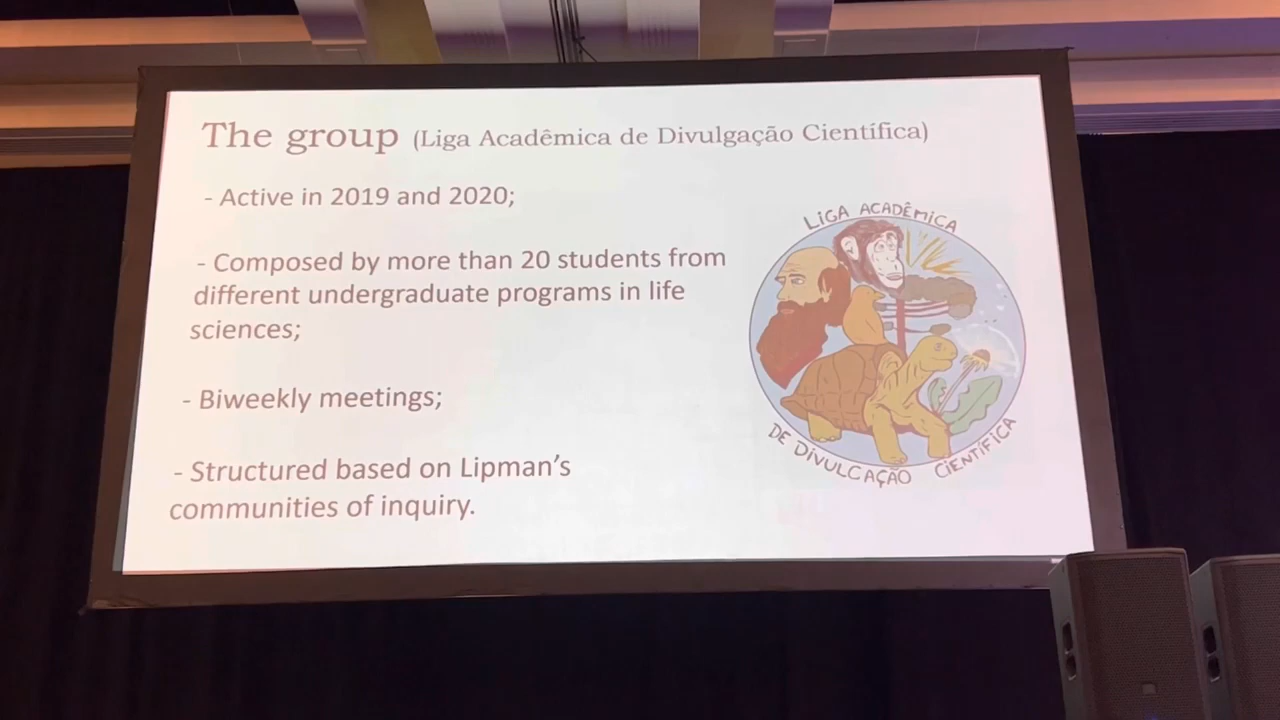 The group (Liga Acadêmica de Divulgação Científica)
- Active in 2019 and 2020;
- Composed by more than 20 students from
different undergraduate programs in life
sciences;
- Biweekly meetings;
- Structured based on Lipman's
communities of inquiry.
LIGA ACADÊMICA
DE DIVULGAÇÃO CIENTÍFICA